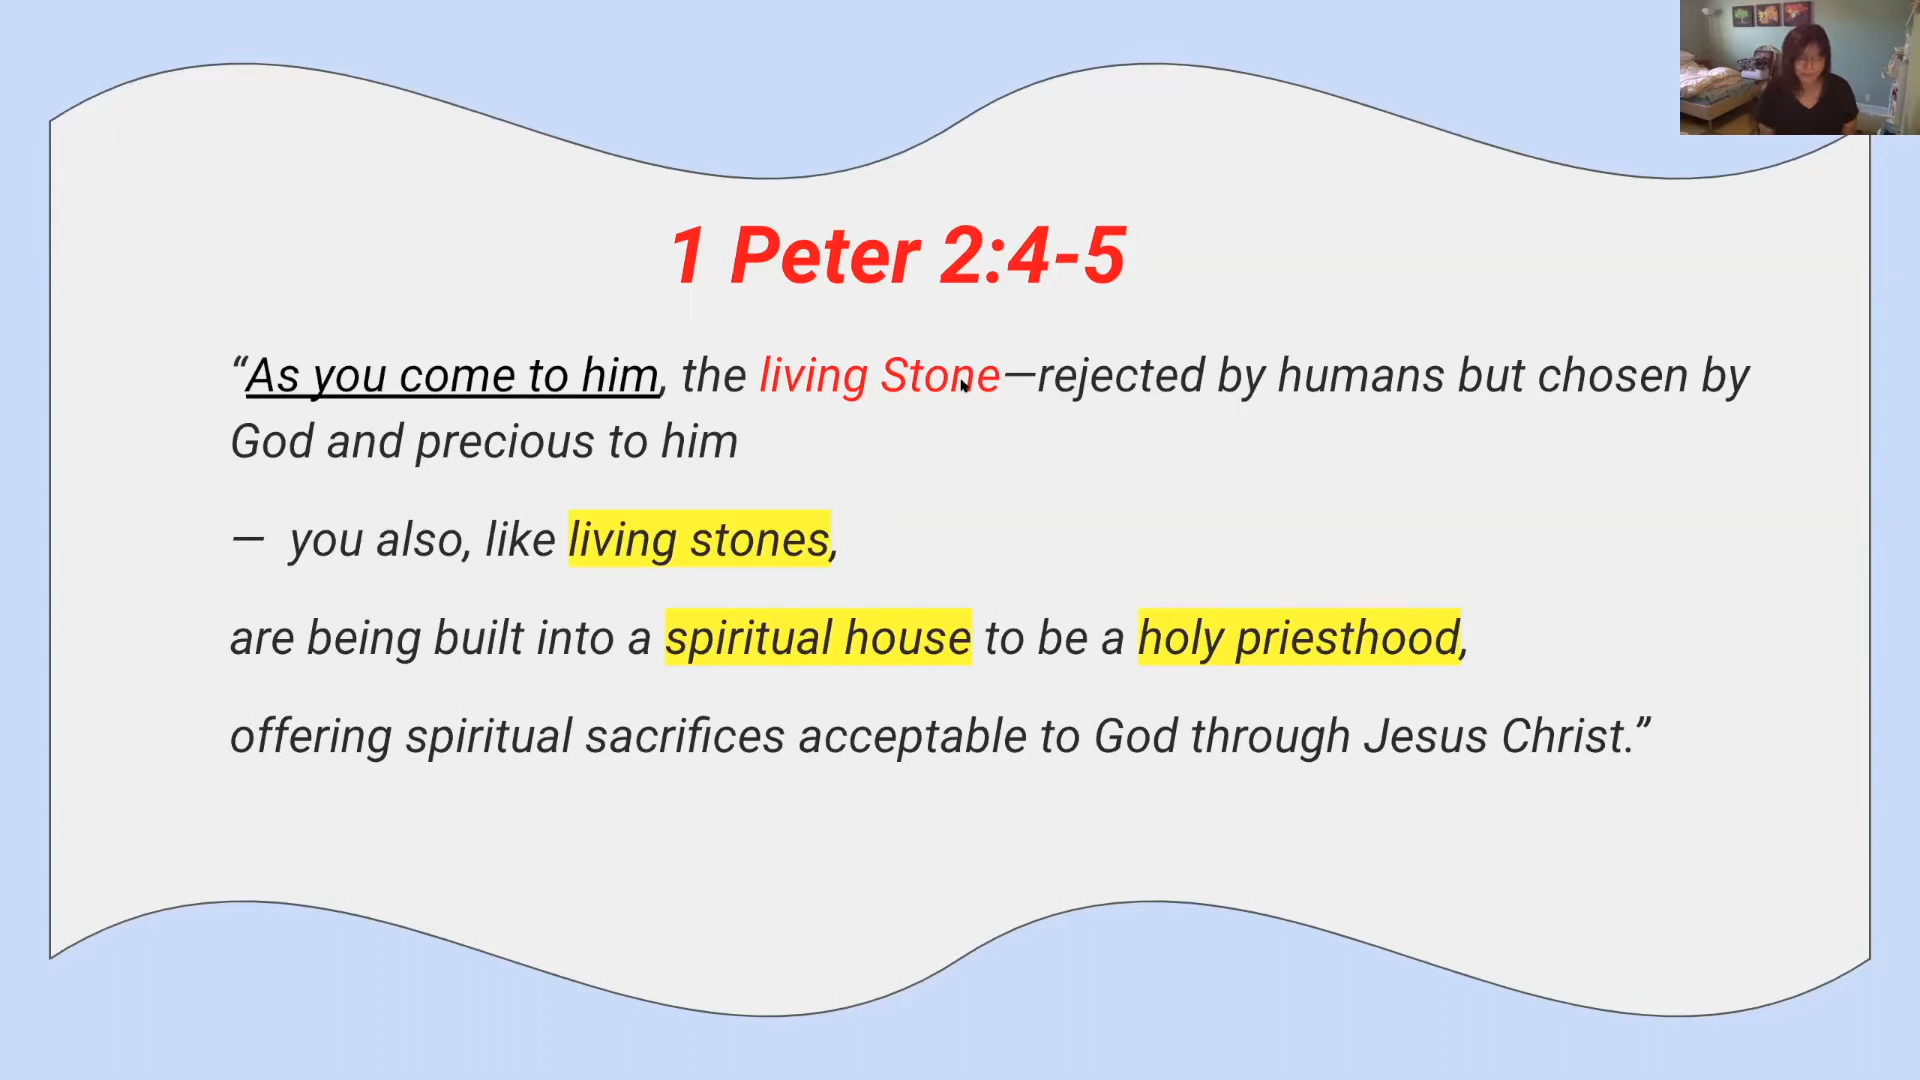 1 Peter 2:4-5
“As you come to him, the living Stone—rejected by humans but chosen by
God and precious to him
— you also, like living stones,
are being built into a spiritual house to be a holy priesthood,
offering spiritual sacrifices acceptable to God through Jesus Christ.”